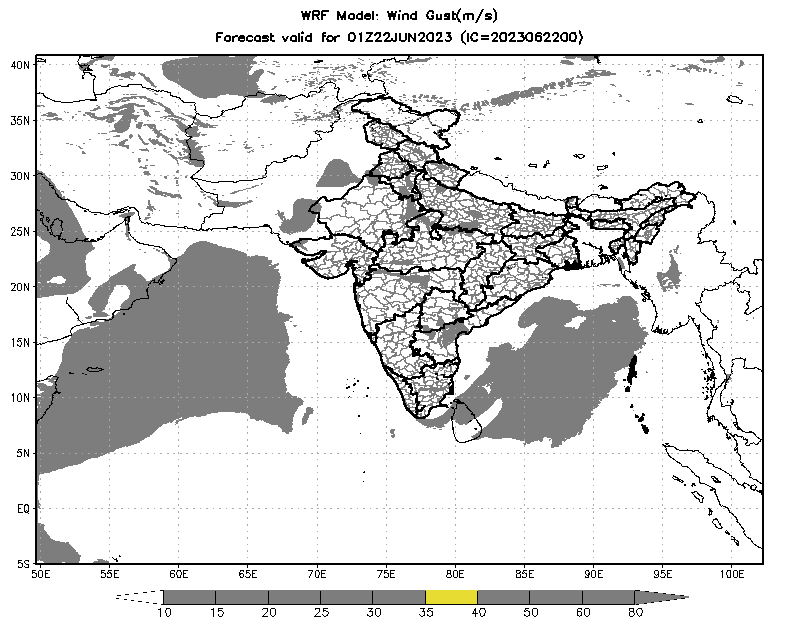 WRF Model: Wind Gust(m/s)
Forecast valid for 01Z22JUN2023 (IC=2023062200)
40N
35N
30N
25N
20N
15N
10N
5N
EQ
5S
50E 55E 60E 65E 70E 75E 80E 85E 90E 95E 100E
10 15 20 25 30 35 40 50 60 80